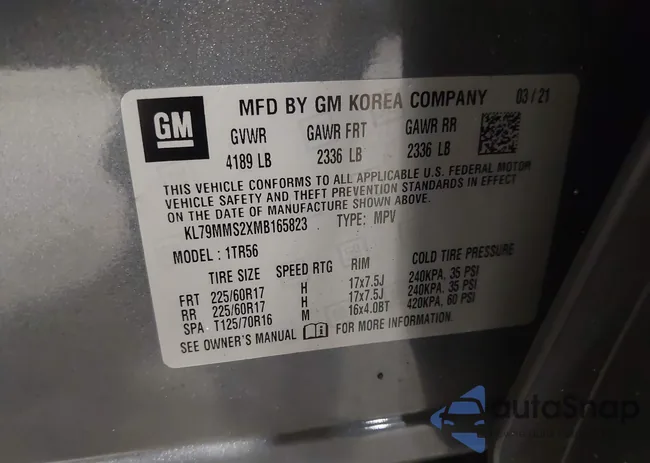 GM
MFD BY GM KOREA COMPANY 03/21
GVWR GAWR FRT GAWR RR
4189 LB 2336 LB 2336 LB
THIS VEHICLE CONFORMS TO ALL APPLICABLE U.S. FEDERAL MOTOR
VEHICLE SAFETY AND THEFT PREVENTION STANDARDS IN EFFECT
ON THE DATE OF MANUFACTURE SHOWN ABOVE.
KL79MMS2XMB165823 TYPE: MPV
MODEL: 1TR56
TIRE SIZE SPEED RTG RIM COLD TIRE PRESSURE
FRT 225/60R17 H 17x7.5J 240KPA, 35 PSI
RR 225/60R17 H 17x7.5J 240KPA, 35 PSI
SPA T125/70R16 M 16x4.0BT 420KPA, 60 PSI
SEE OWNER'S MANUAL FOR MORE INFORMATION.
autoSnap